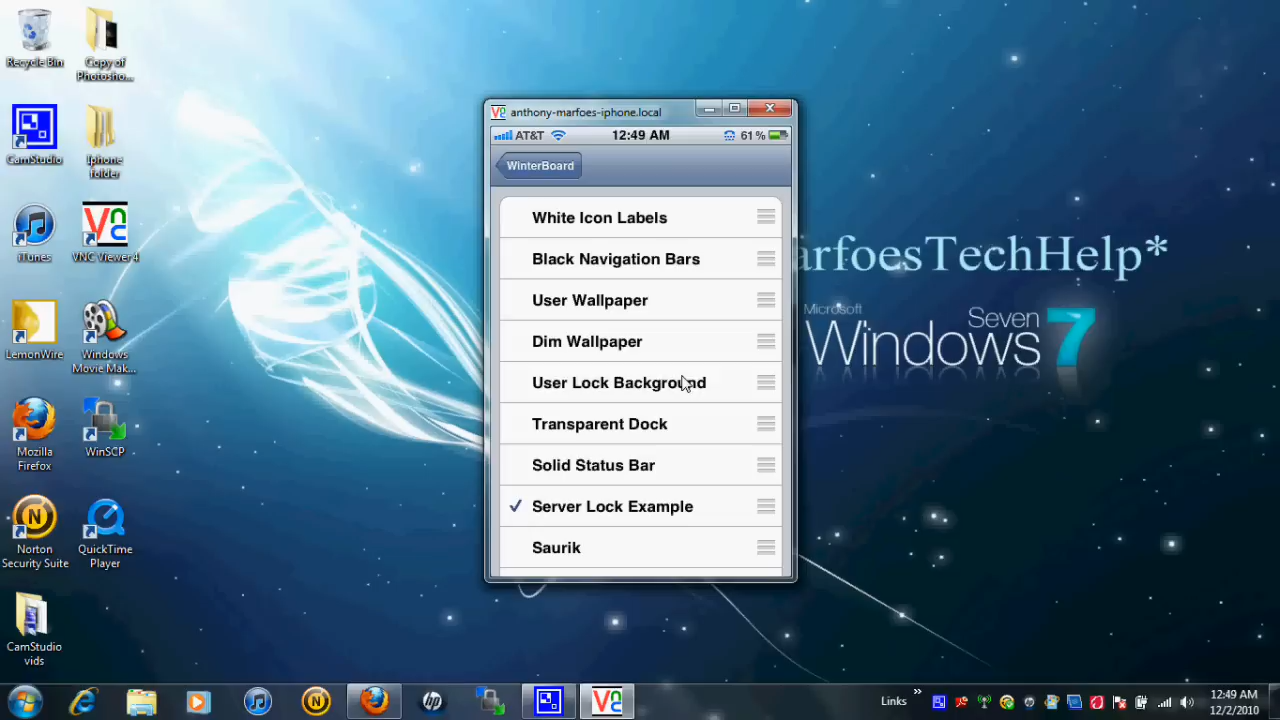 Recycle Bin
Copy of
Photosho...
CamStudio
Iphone
folder
iTunes
VNC Viewer 4
LemonWire
Windows
Movie Mak...
Mozilla
Firefox
WinSCP
Norton
Security Suite
QuickTime
Player
CamStudio
vids
anthony-marfoes-iphone.local
AT&T
12:49 AM
61%
WinterBoard
White Icon Labels
Black Navigation Bars
User Wallpaper
Dim Wallpaper
User Lock Background
Transparent Dock
Solid Status Bar
Server Lock Example
Saurik
arfoesTechHelp*
Microsoft
Windows Seven 7
Links
12:49 AM
12/2/2010